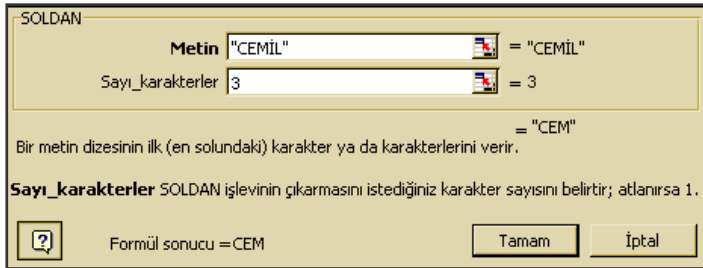 SOLDAN
Metin "CEMİL" = "CEMİL"
Sayı_karakterler 3 = 3
= "CEM"
Bir metin dizesinin ilk (en solundaki) karakter ya da karakterlerini verir.
Sayı_karakterler SOLDAN işlevinin çıkarmasını istediğiniz karakter sayısını belirtir; atlanırsa 1.
? Formül sonucu =CEM Tamam İptal